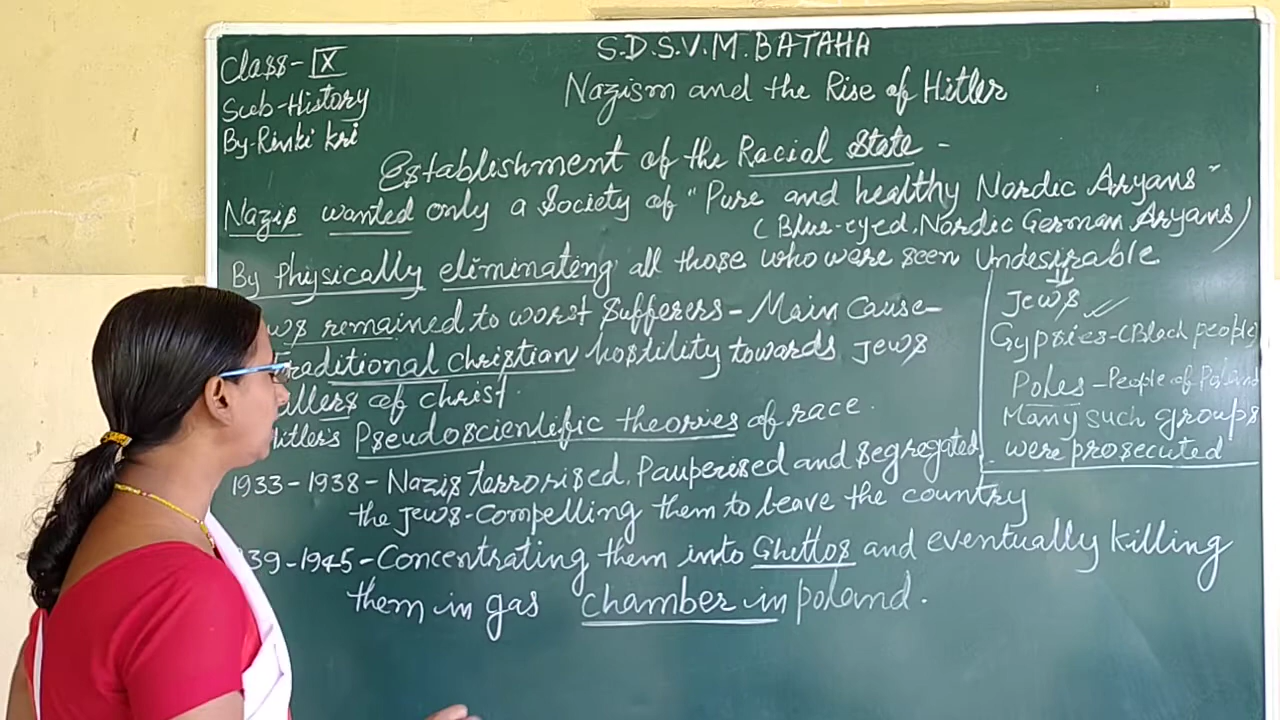 S.D.S.V.M. BATAHA
Class-IX
Sub-History
By-Rinki kri
Nazism and the Rise of Hitler
Establishment of the Racial State -
Nazis wanted only a Society of "Pure and healthy Nordic Aryans"
(Blue-eyed. Nordic German Aryans)
By Physically eliminating all those who were seen Undesirable
ws remained to worst Sufferers - Main Cause-
Traditional Christian hostility towards Jews
illers of christ.
itler's Pseudoscientific theories of race.
1933-1938- Nazis terrorised. Pauperised and segregated
the Jews-Compelling them to leave the country
39-1945-Concentrating them into Ghettos and eventually killing
them in gas chamber in poland.
Jews ✓
Gypsies-(Black people
Poles - People of Poland
Many such groups
were prosecuted